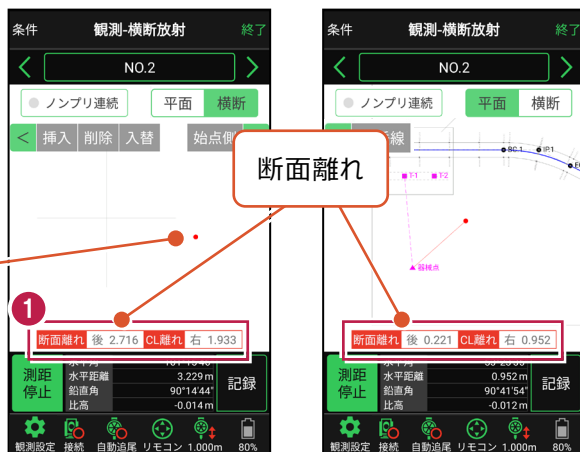 条件 観測-横断放射 終了
NO.2
ノンプリ連続 平面 横断
< 挿入 削除 入替 始点側
断面離れ
1
断面離れ 後 2.716 CL離れ 右 1.933
測距停止
水平距離 3.229m
鉛直角 90°14'44"
比高 -0.014m
記録
観測設定 接続 自動追尾 リモコン 1.000m 80%
条件 観測-横断放射 終了
NO.2
ノンプリ連続 平面 横断
線
BC.1 IP.1
T-1 T-2
器械点
断面離れ 後 0.221 CL離れ 右 0.952
測距停止
水平距離 0.952m
鉛直角 90°41'54"
比高 -0.012m
記録
観測設定 接続 自動追尾 リモコン 1.000m 80%